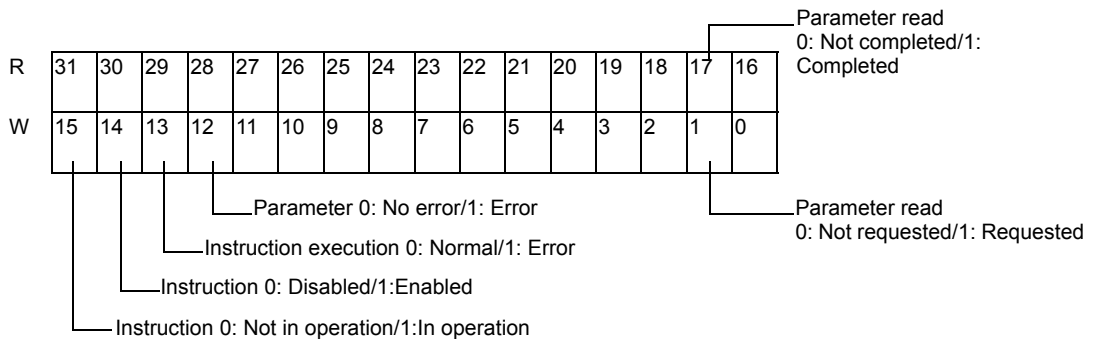 Parameter read
0: Not completed/1:
Completed
R 31 30 29 28 27 26 25 24 23 22 21 20 19 18 17 16
W 15 14 13 12 11 10 9 8 7 6 5 4 3 2 1 0
Parameter 0: No error/1: Error
Parameter read
0: Not requested/1: Requested
Instruction execution 0: Normal/1: Error
Instruction 0: Disabled/1:Enabled
Instruction 0: Not in operation/1:In operation